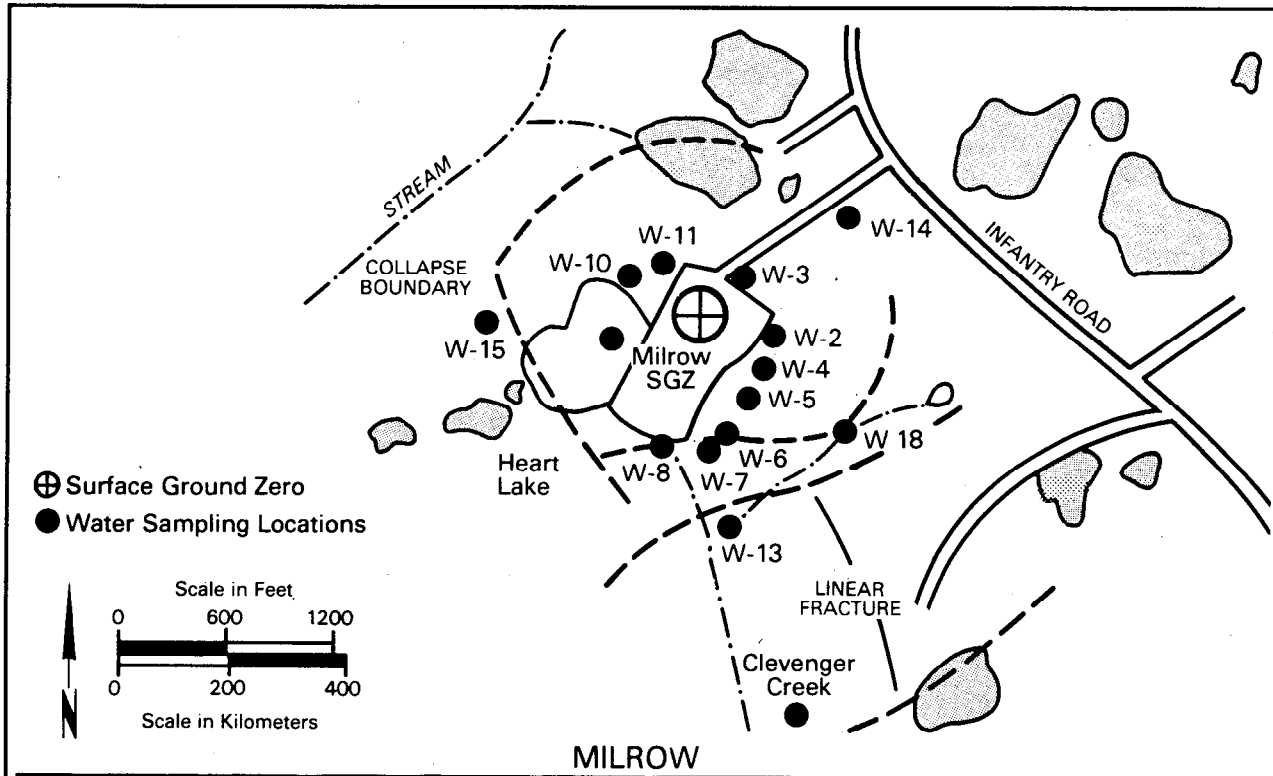 STREAM
COLLAPSE
BOUNDARY
W-11
W-10
W-14
W-3
INFANTRY ROAD
W-15
Milrow
SGZ
W-2
W-4
W-5
W 18
W-6
W-8
W-7
Heart
Lake
W-13
Surface Ground Zero
Water Sampling Locations
LINEAR
FRACTURE
Scale in Feet
0 600 1200
0 200 400
Scale in Kilometers
N
Clevenger
Creek
MILROW